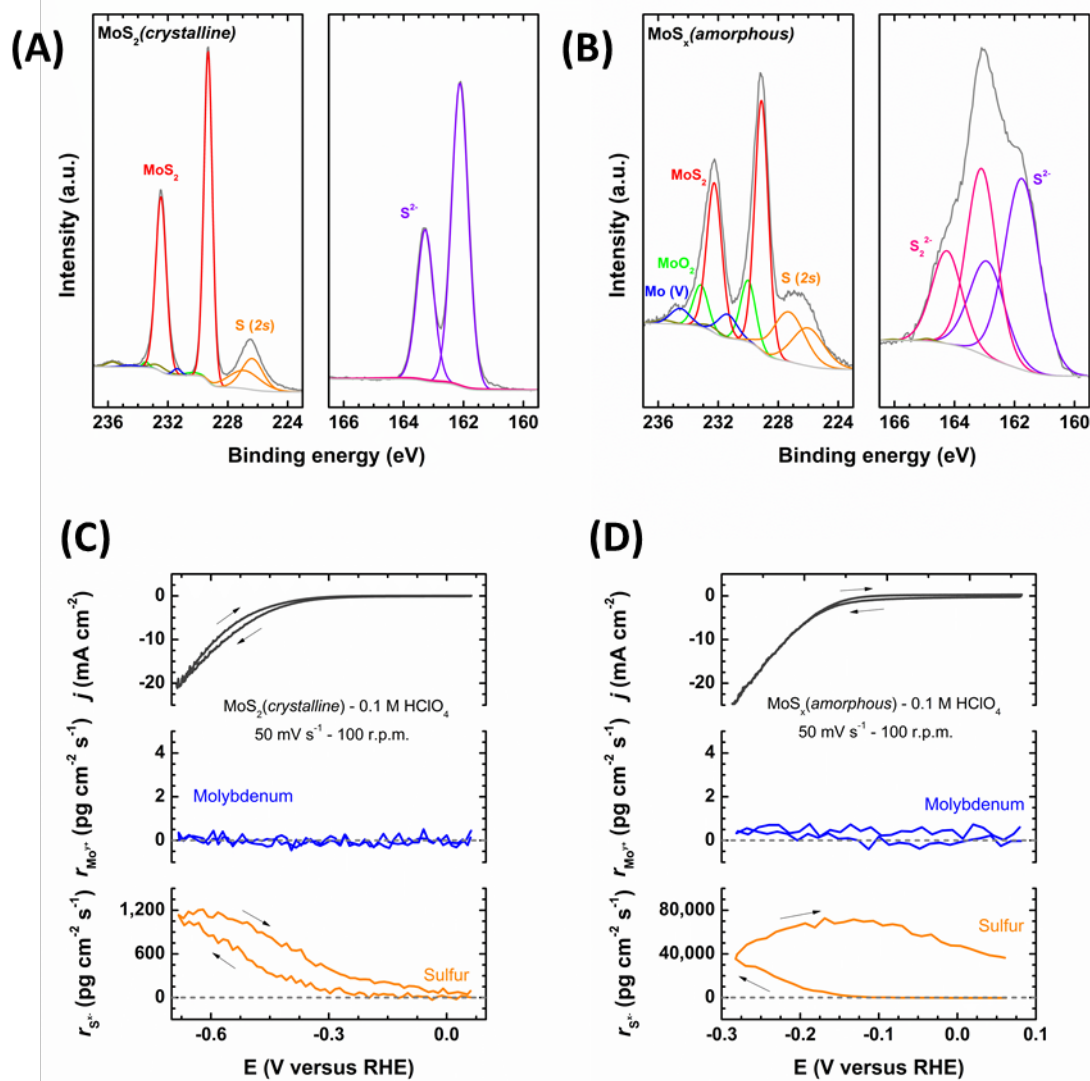 (A)
MoS₂(crystalline)
MoS₂
S (2s)
S²⁻
Intensity (a.u.)
236 232 228 224
166 164 162 160
Binding energy (eV)
(B)
MoSₓ(amorphous)
MoS₂
MoO₂
Mo (V)
S (2s)
S₂²⁻
S²⁻
Intensity (a.u.)
236 232 228 224
166 164 162 160
Binding energy (eV)
(C)
j (mA cm⁻²)
0
-10
-20
MoS₂(crystalline) - 0.1 M HClO₄
50 mV s⁻¹ - 100 r.p.m.
r Moʸ⁺ (pg cm⁻² s⁻¹)
4
2
0
Molybdenum
r Sˣ⁻ (pg cm⁻² s⁻¹)
1,200
600
0
Sulfur
-0.6 -0.3 0.0
E (V versus RHE)
(D)
j (mA cm⁻²)
0
-10
-20
MoSₓ(amorphous) - 0.1 M HClO₄
50 mV s⁻¹ - 100 r.p.m.
r Moʸ⁺ (pg cm⁻² s⁻¹)
4
2
0
Molybdenum
r Sˣ⁻ (pg cm⁻² s⁻¹)
80,000
40,000
0
Sulfur
-0.3 -0.2 -0.1 0.0 0.1
E (V versus RHE)